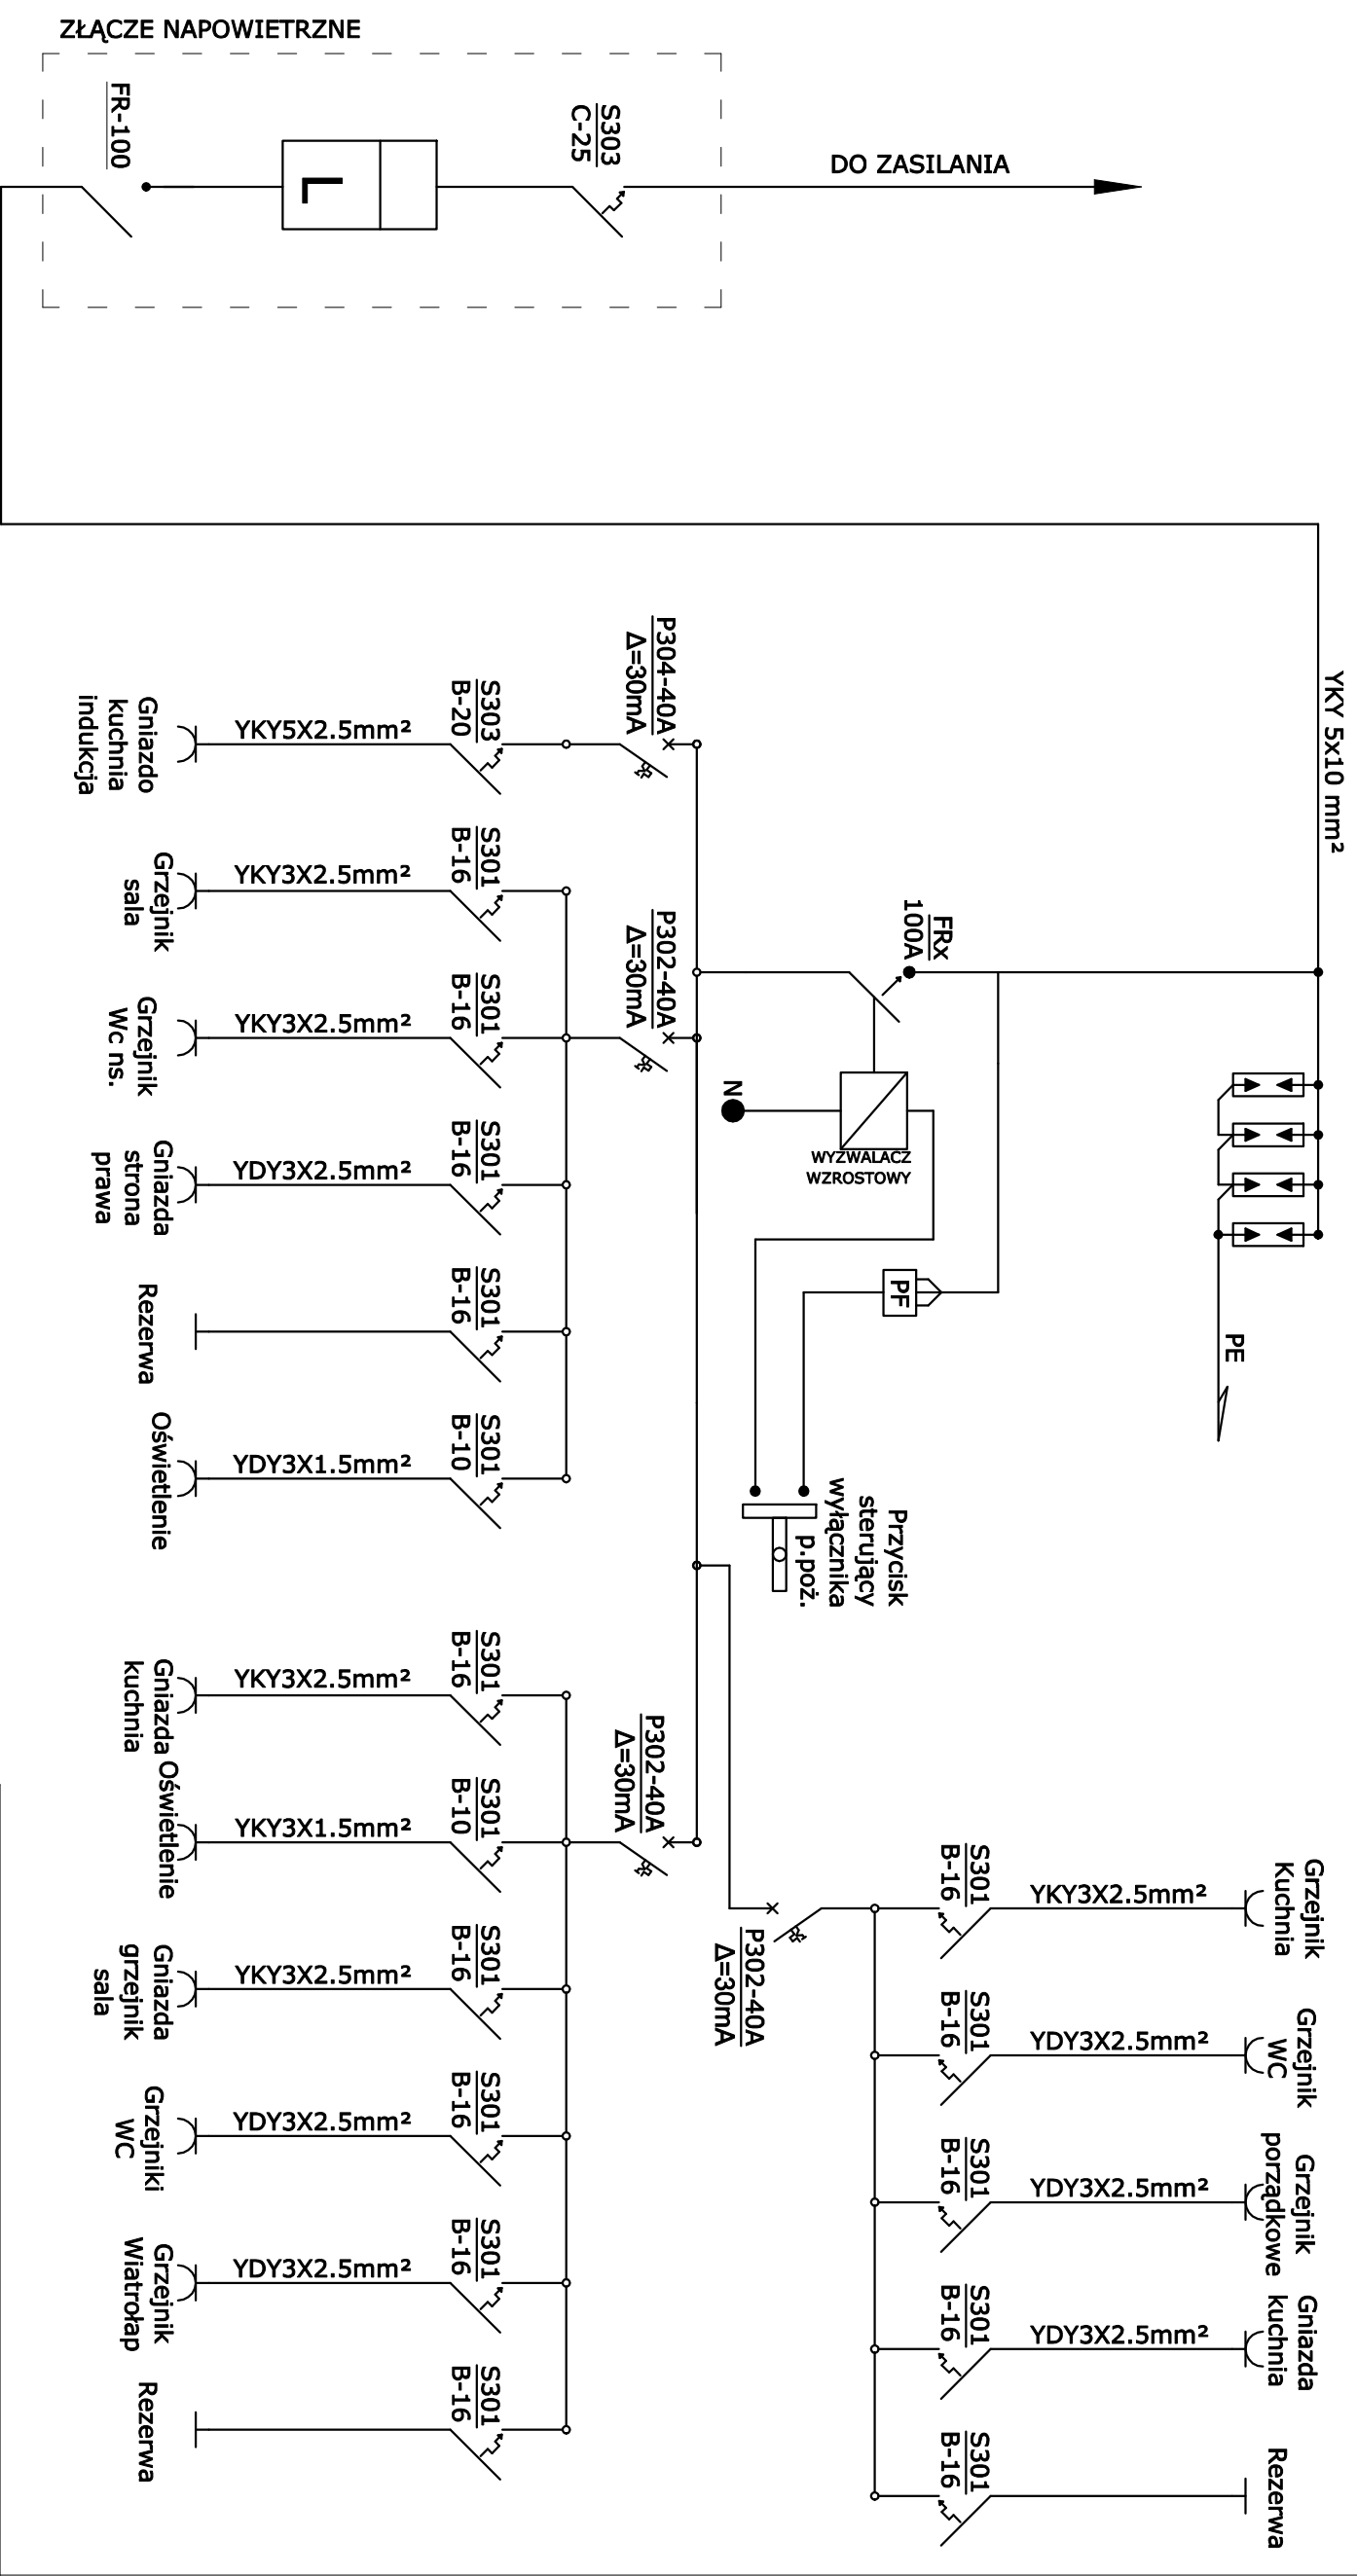 ZŁĄCZE NAPOWIETRZNE
FR-100
S303
C-25
DO ZASILANIA
L
YKY 5x10 mm²
PE
FRx
100A
N
WYZWALACZ
WZROSTOWY
PF
Przycisk
sterujący
wyłącznika
p.poż.
P304-40A
Δ=30mA
S303
B-20
YKY5X2.5mm²
Gniazdo
kuchnia
indukcja
P302-40A
Δ=30mA
S301
B-16
YKY3X2.5mm²
Grzejnik
sala
S301
B-16
YKY3X2.5mm²
Grzejnik
Wc ns.
S301
B-16
YDY3X2.5mm²
Gniazda
strona
prawa
S301
B-16
Rezerwa
S301
B-10
YDY3X1.5mm²
Oświetlenie
P302-40A
Δ=30mA
S301
B-16
YKY3X2.5mm²
Gniazda
kuchnia
S301
B-10
YKY3X1.5mm²
Oświetlenie
S301
B-16
YKY3X2.5mm²
Gniazda
grzejnik
sala
S301
B-16
YDY3X2.5mm²
Grzejniki
WC
S301
B-16
YDY3X2.5mm²
Grzejnik
Wiatrołap
S301
B-16
Rezerwa
P302-40A
Δ=30mA
S301
B-16
YKY3X2.5mm²
Grzejnik
Kuchnia
S301
B-16
YDY3X2.5mm²
Grzejnik
WC
S301
B-16
YDY3X2.5mm²
Grzejnik
porządkowe
S301
B-16
YDY3X2.5mm²
Gniazda
kuchnia
S301
B-16
Rezerwa